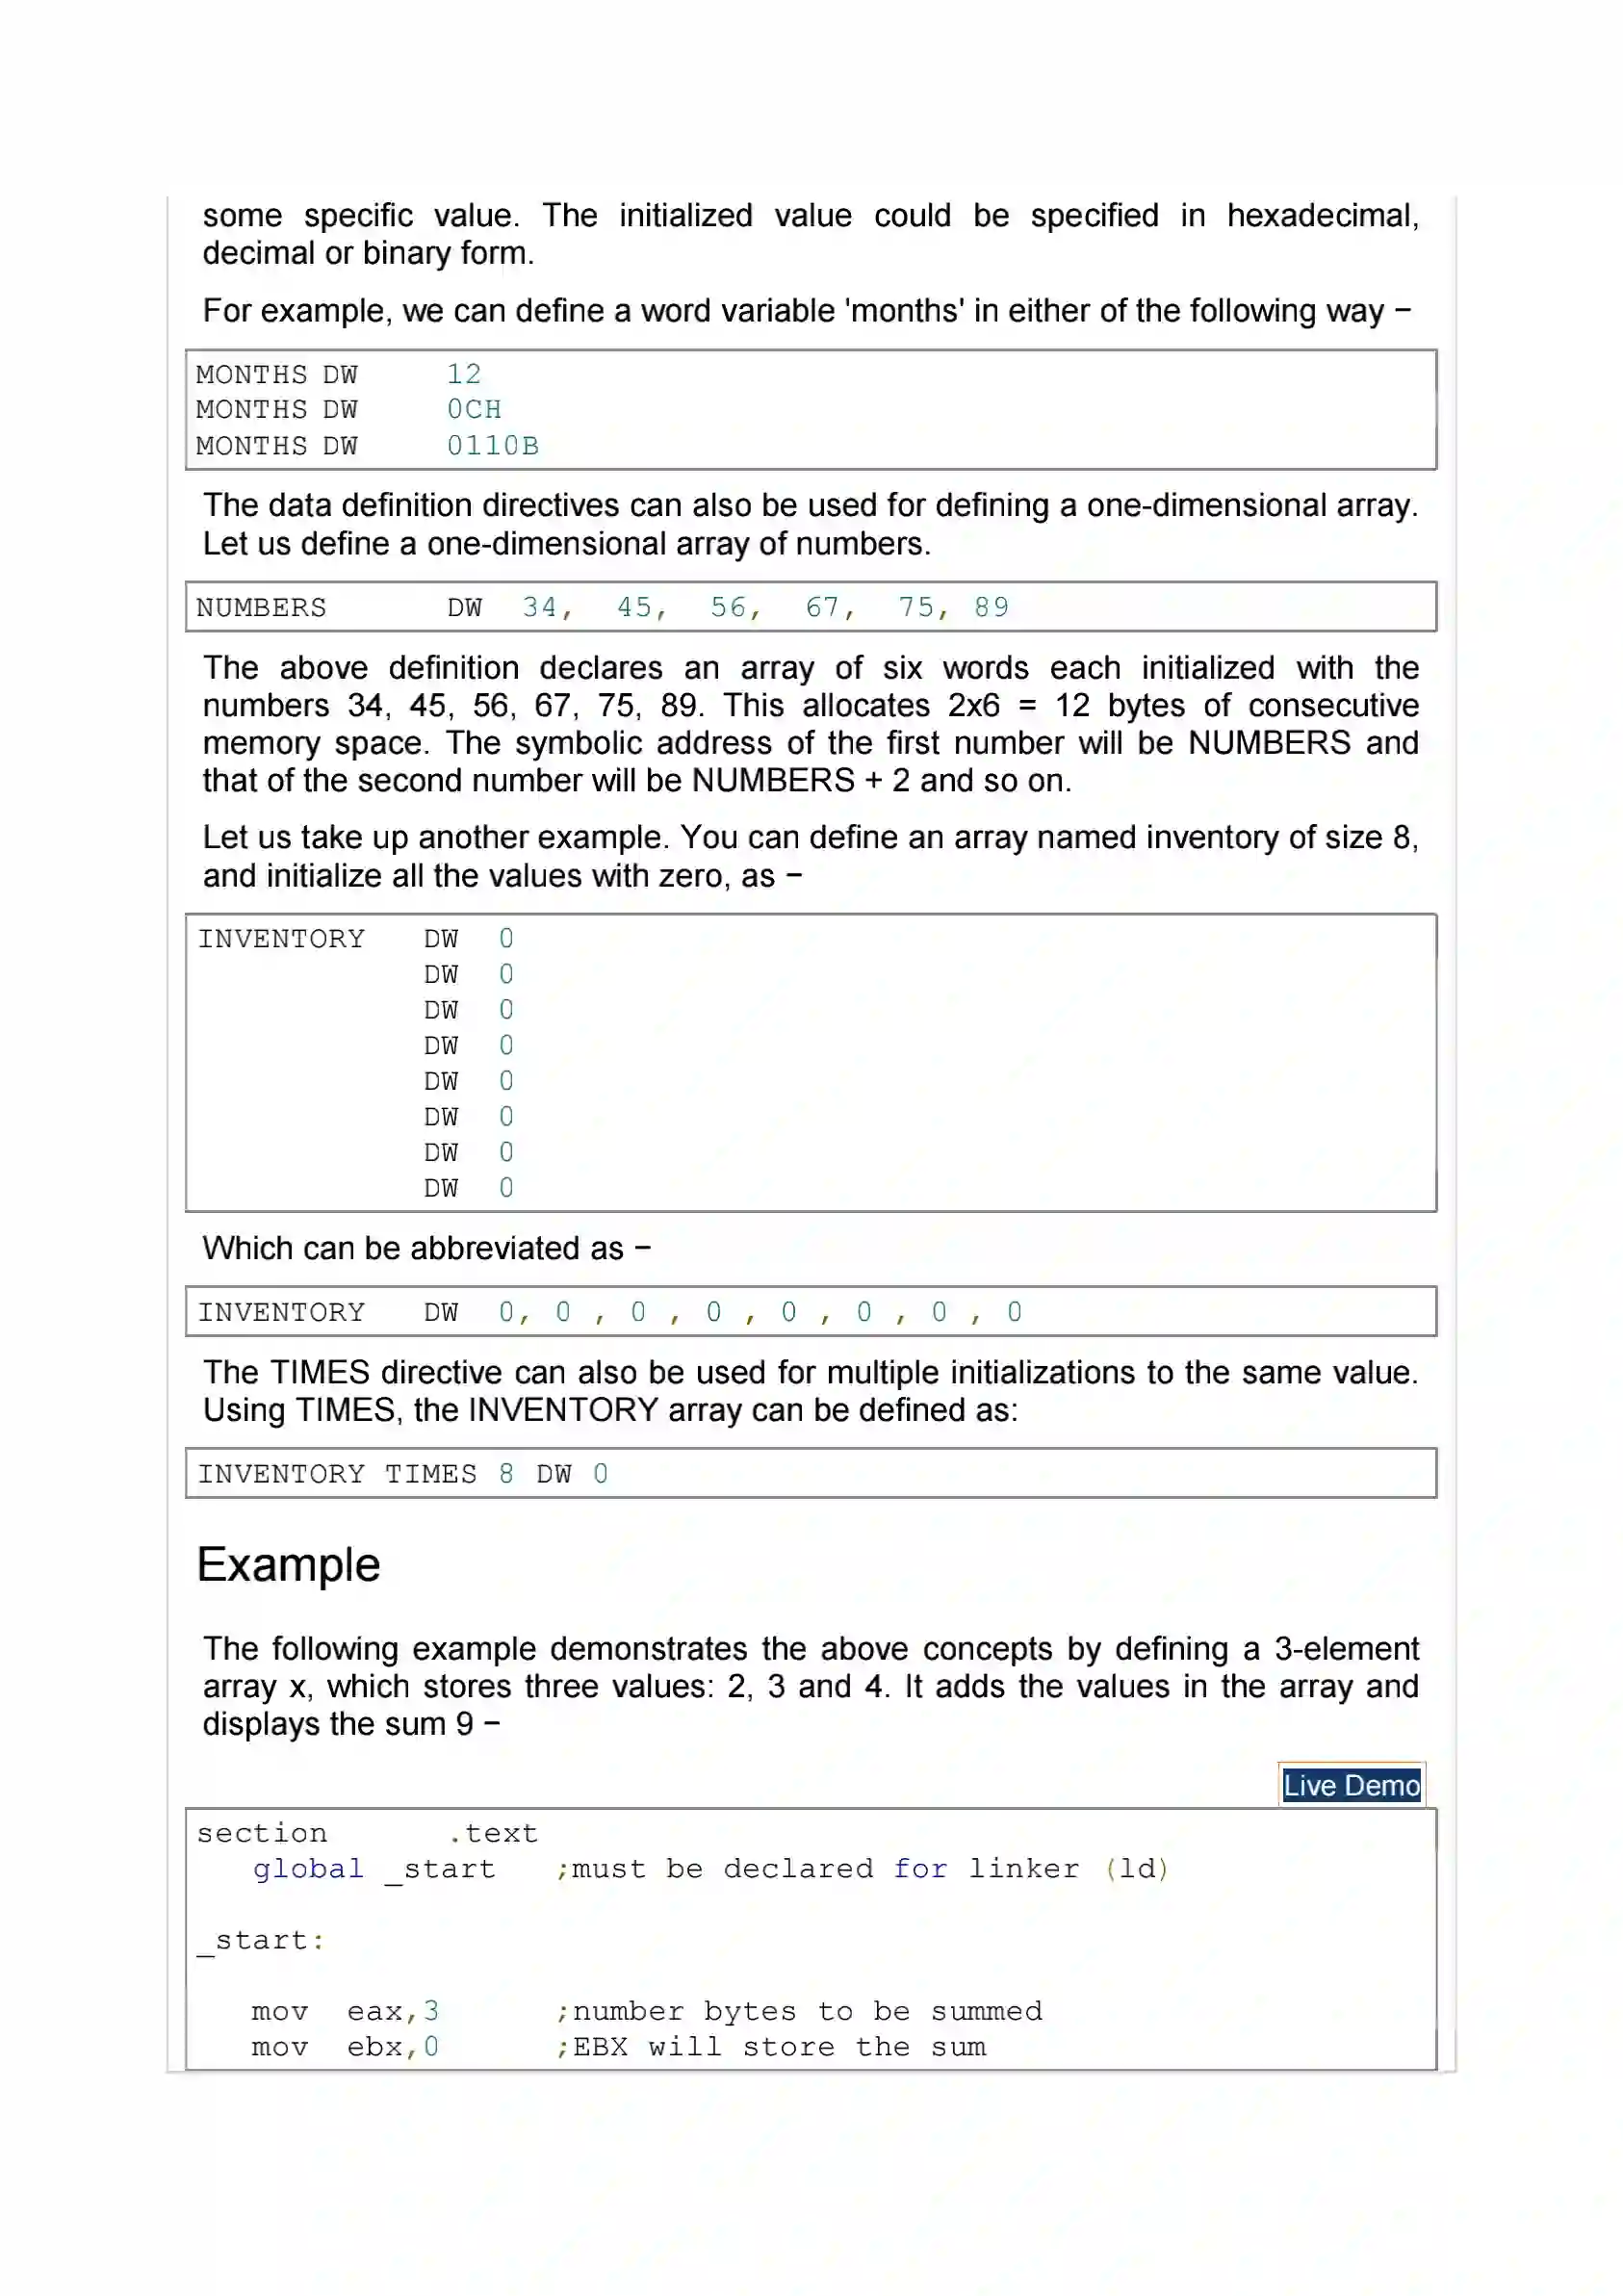 some specific value. The initialized value could be specified in hexadecimal,
decimal or binary form.
For example, we can define a word variable 'months' in either of the following way −
MONTHS DW 12
MONTHS DW 0CH
MONTHS DW 0110B
The data definition directives can also be used for defining a one-dimensional array.
Let us define a one-dimensional array of numbers.
NUMBERS DW 34, 45, 56, 67, 75, 89
The above definition declares an array of six words each initialized with the
numbers 34, 45, 56, 67, 75, 89. This allocates 2x6 = 12 bytes of consecutive
memory space. The symbolic address of the first number will be NUMBERS and
that of the second number will be NUMBERS + 2 and so on.
Let us take up another example. You can define an array named inventory of size 8,
and initialize all the values with zero, as −
INVENTORY DW 0
DW 0
DW 0
DW 0
DW 0
DW 0
DW 0
DW 0
Which can be abbreviated as −
INVENTORY DW 0, 0 , 0 , 0 , 0 , 0 , 0 , 0
The TIMES directive can also be used for multiple initializations to the same value.
Using TIMES, the INVENTORY array can be defined as:
INVENTORY TIMES 8 DW 0
Example
The following example demonstrates the above concepts by defining a 3-element
array x, which stores three values: 2, 3 and 4. It adds the values in the array and
displays the sum 9 −
Live Demo
section .text
global _start ;must be declared for linker (ld)
_start:
mov eax,3 ;number bytes to be summed
mov ebx,0 ;EBX will store the sum